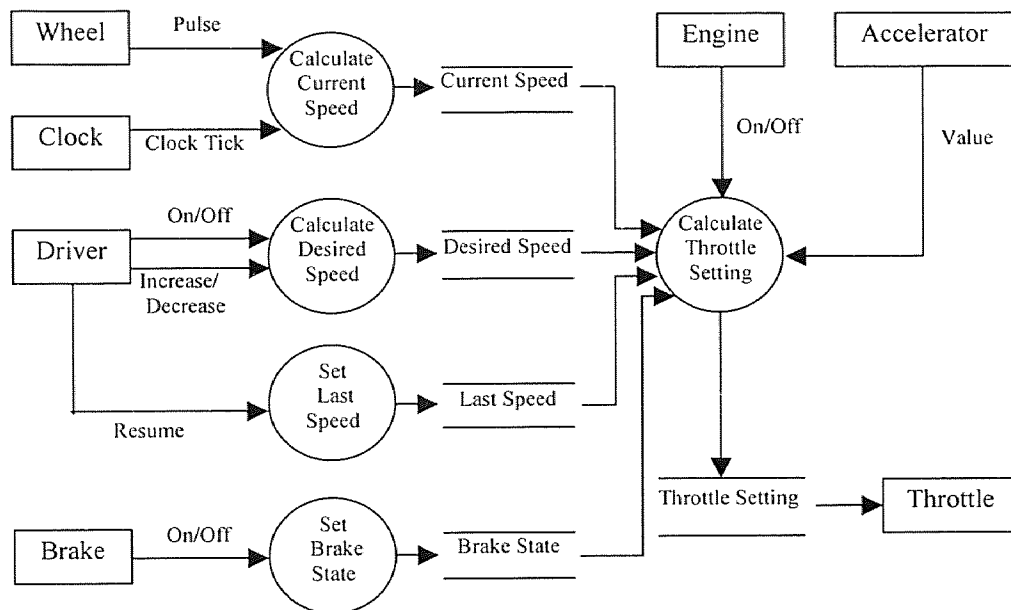 Wheel
Pulse
Calculate
Current
Speed
Current Speed
Engine
Accelerator
Clock
Clock Tick
On/Off
Value
Driver
On/Off
Increase/
Decrease
Calculate
Desired
Speed
Desired Speed
Calculate
Throttle
Setting
Resume
Set
Last
Speed
Last Speed
Throttle Setting
Throttle
Brake
On/Off
Set
Brake
State
Brake State